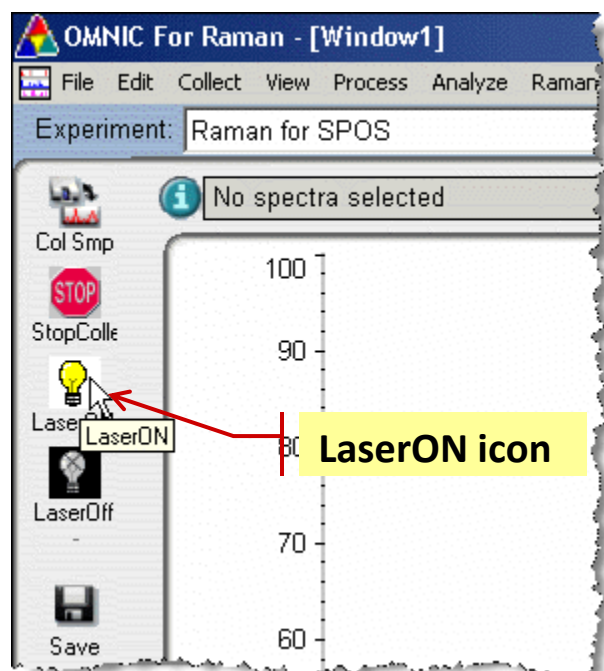 OMNIC For Raman - [Window1]
File Edit Collect View Process Analyze Raman
Experiment: Raman for SPOS
No spectra selected
Col Smp
STOP
StopColle
LaserON
LaserOff
-
Save
100
90
80
70
60
LaserON icon